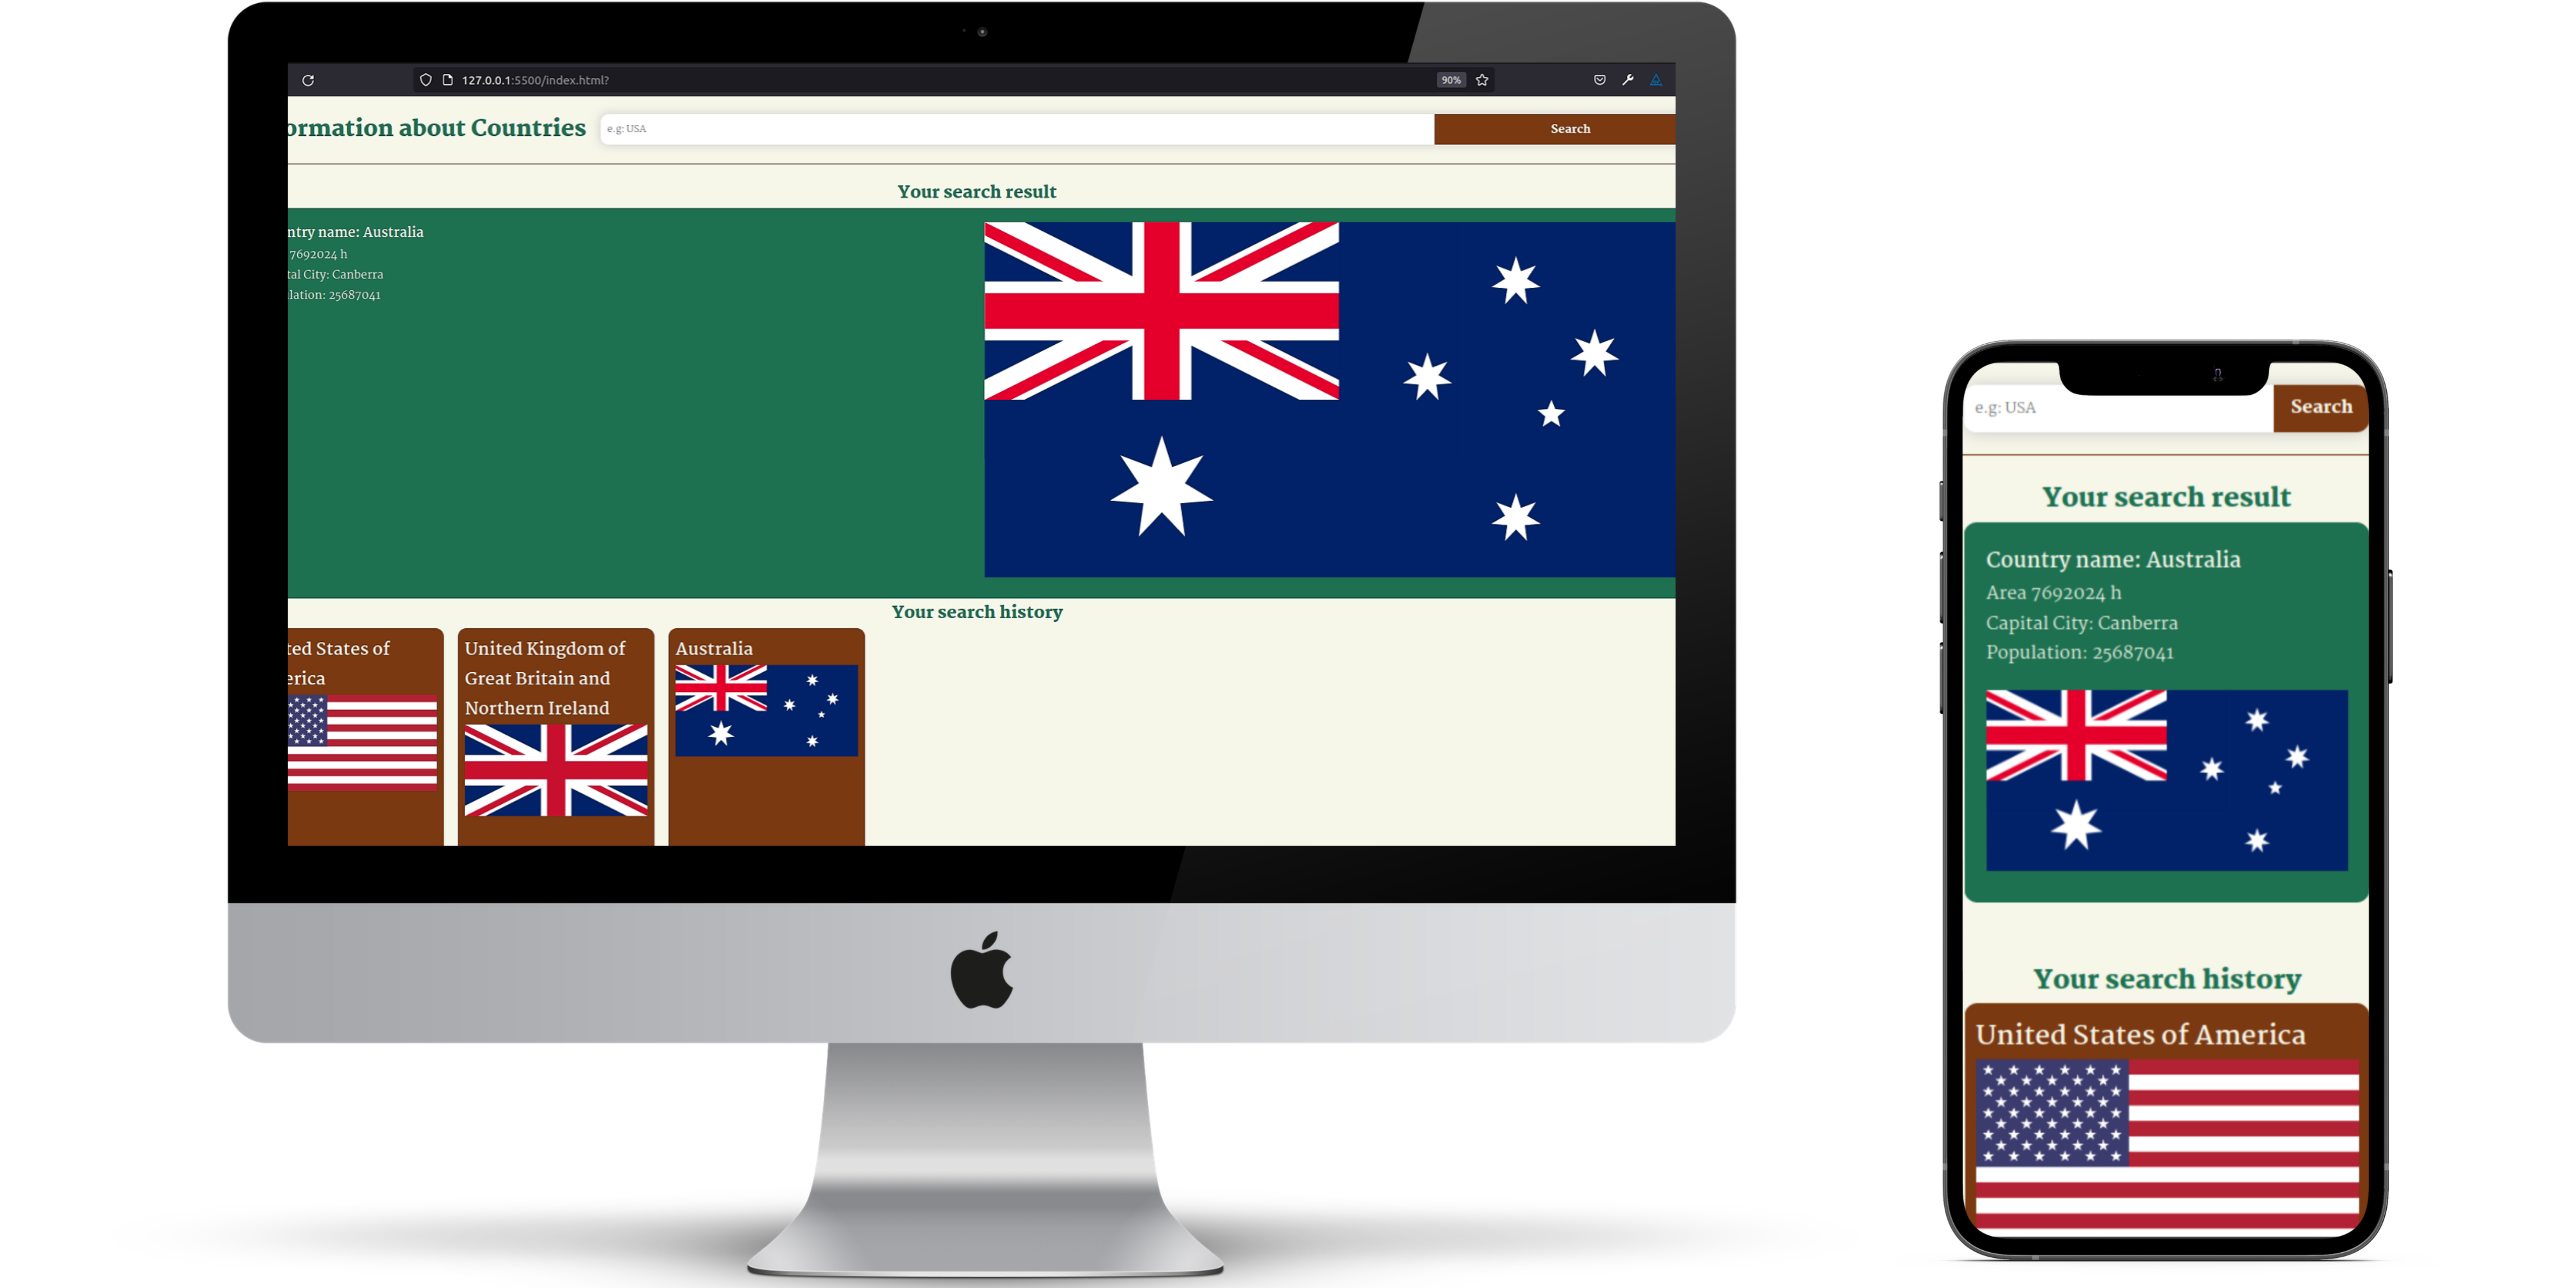 127.0.0.1:5500/index.html?
90%
ormation about Countries
e.g: USA
Search
Your search result
ntry name: Australia
7692024 h
tal City: Canberra
lation: 25687041
Your search history
ted States of
erica
United Kingdom of
Great Britain and
Northern Ireland
Australia
e.g: USA
Search
Your search result
Country name: Australia
Area 7692024 h
Capital City: Canberra
Population: 25687041
Your search history
United States of America